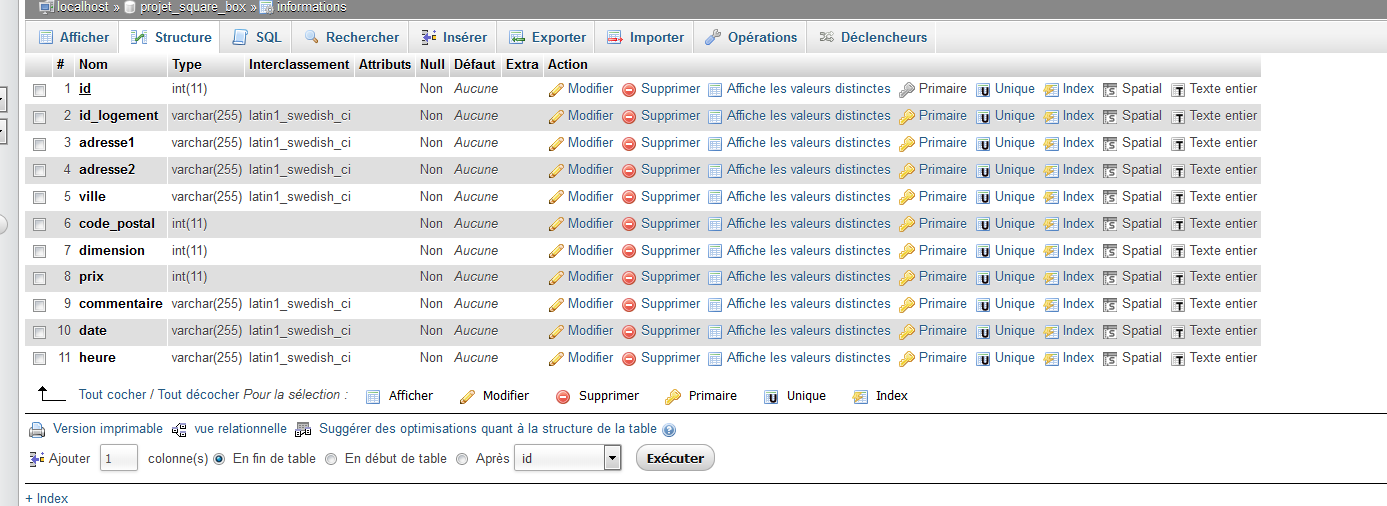 localhost » projet_square_box » informations
Afficher Structure SQL Rechercher Insérer Exporter Importer Opérations Déclencheurs
# Nom Type Interclassement Attributs Null Défaut Extra Action
1 id int(11) Non Aucune Modifier Supprimer Affiche les valeurs distinctes Primaire Unique Index Spatial Texte entier
2 id_logement varchar(255) latin1_swedish_ci Non Aucune Modifier Supprimer Affiche les valeurs distinctes Primaire Unique Index Spatial Texte entier
3 adresse1 varchar(255) latin1_swedish_ci Non Aucune Modifier Supprimer Affiche les valeurs distinctes Primaire Unique Index Spatial Texte entier
4 adresse2 varchar(255) latin1_swedish_ci Non Aucune Modifier Supprimer Affiche les valeurs distinctes Primaire Unique Index Spatial Texte entier
5 ville varchar(255) latin1_swedish_ci Non Aucune Modifier Supprimer Affiche les valeurs distinctes Primaire Unique Index Spatial Texte entier
6 code_postal int(11) Non Aucune Modifier Supprimer Affiche les valeurs distinctes Primaire Unique Index Spatial Texte entier
7 dimension int(11) Non Aucune Modifier Supprimer Affiche les valeurs distinctes Primaire Unique Index Spatial Texte entier
8 prix int(11) Non Aucune Modifier Supprimer Affiche les valeurs distinctes Primaire Unique Index Spatial Texte entier
9 commentaire varchar(255) latin1_swedish_ci Non Aucune Modifier Supprimer Affiche les valeurs distinctes Primaire Unique Index Spatial Texte entier
10 date varchar(255) latin1_swedish_ci Non Aucune Modifier Supprimer Affiche les valeurs distinctes Primaire Unique Index Spatial Texte entier
11 heure varchar(255) latin1_swedish_ci Non Aucune Modifier Supprimer Affiche les valeurs distinctes Primaire Unique Index Spatial Texte entier
Tout cocher / Tout décocher Pour la sélection : Afficher Modifier Supprimer Primaire Unique Index
Version imprimable vue relationnelle Suggérer des optimisations quant à la structure de la table
Ajouter 1 colonne(s) En fin de table En début de table Après id Exécuter
+ Index